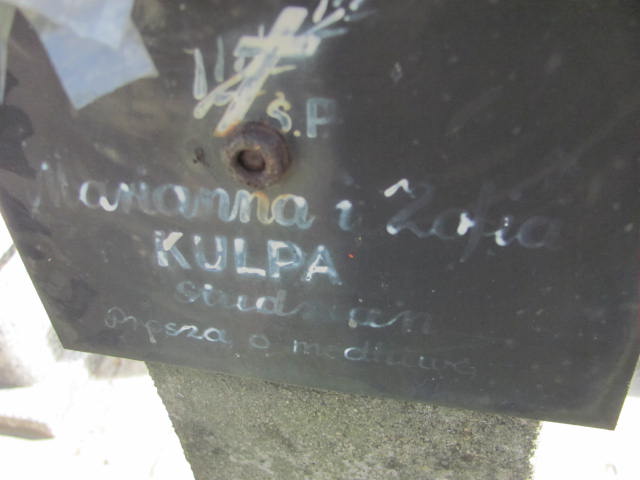 Ś.P.
Marianna i Zofia
KULPA
Proszą o modlitwę